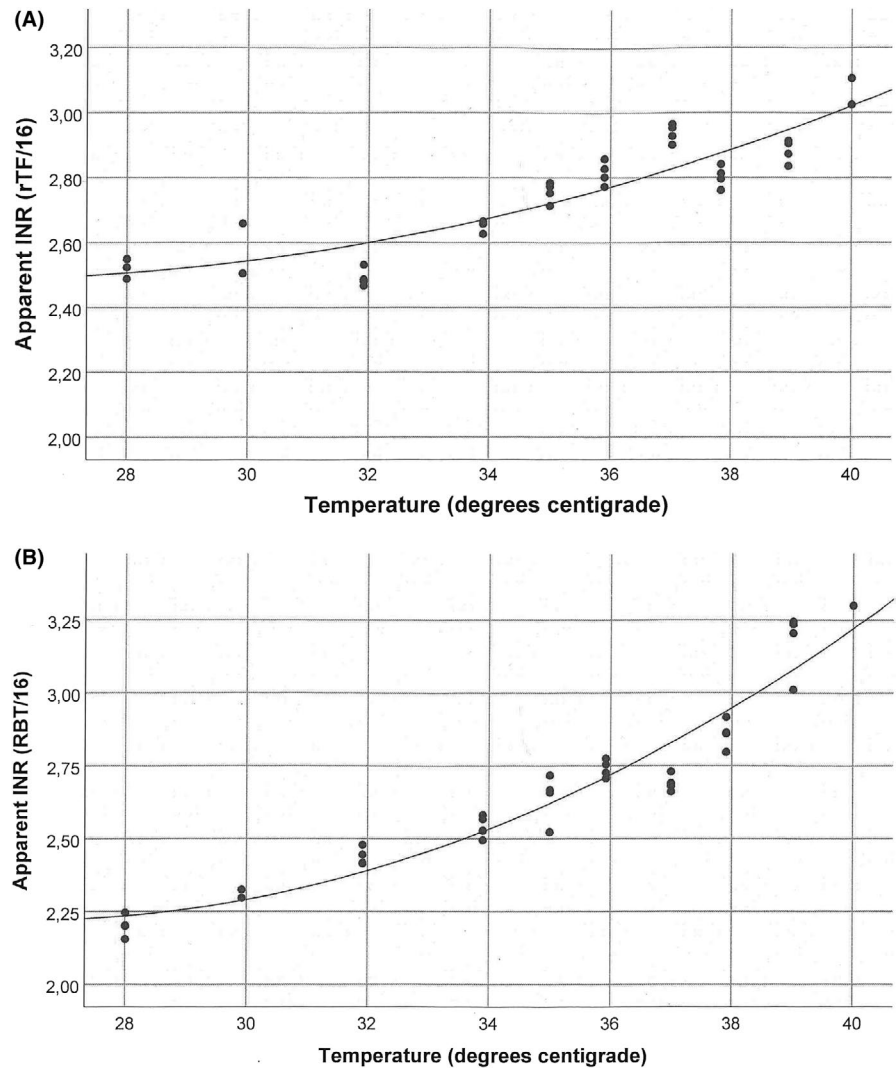 (A)
3,20
3,00
2,80
2,60
2,40
2,20
2,00
Apparent INR (rTF/16)
28 30 32 34 36 38 40
Temperature (degrees centigrade)
(B)
3,25
3,00
2,75
2,50
2,25
2,00
Apparent INR (RBT/16)
28 30 32 34 36 38 40
Temperature (degrees centigrade)